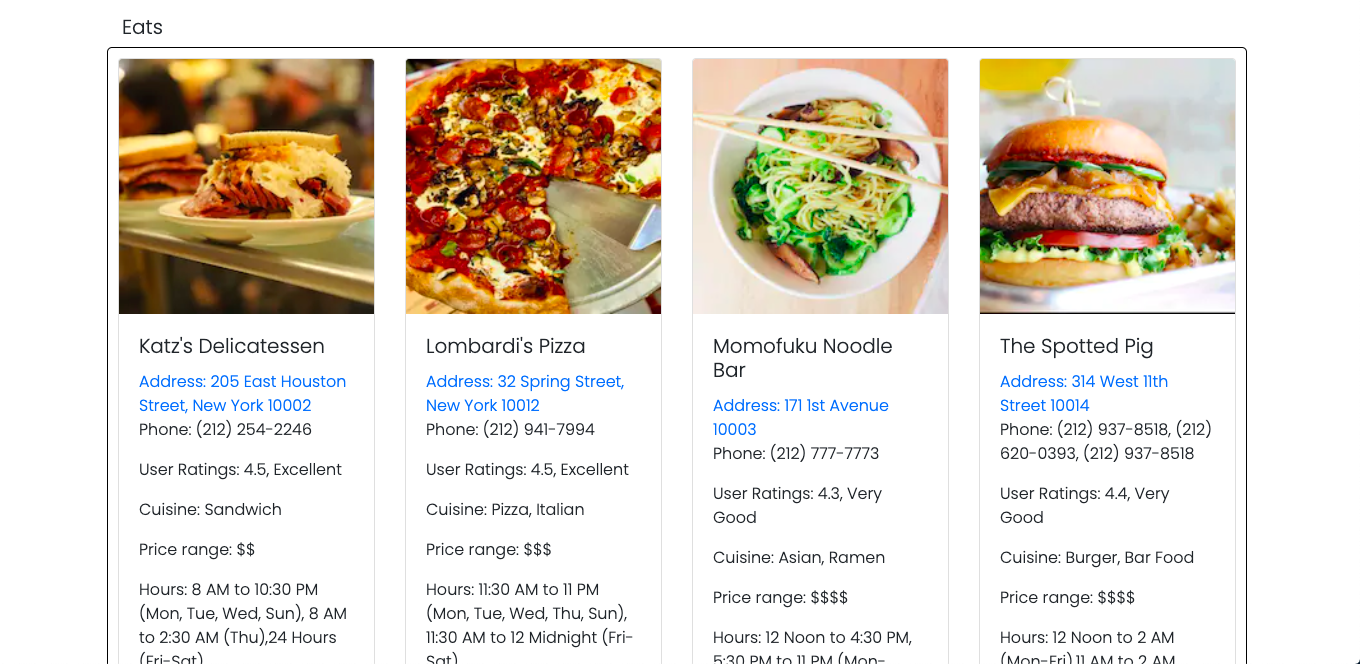 Eats
Katz's Delicatessen
Address: 205 East Houston
Street, New York 10002
Phone: (212) 254-2246
User Ratings: 4.5, Excellent
Cuisine: Sandwich
Price range: $$
Hours: 8 AM to 10:30 PM
(Mon, Tue, Wed, Sun), 8 AM
to 2:30 AM (Thu),24 Hours
(Fri-Sat)
Lombardi's Pizza
Address: 32 Spring Street,
New York 10012
Phone: (212) 941-7994
User Ratings: 4.5, Excellent
Cuisine: Pizza, Italian
Price range: $$$
Hours: 11:30 AM to 11 PM
(Mon, Tue, Wed, Thu, Sun),
11:30 AM to 12 Midnight (Fri-
Sat)
Momofuku Noodle
Bar
Address: 171 1st Avenue
10003
Phone: (212) 777-7773
User Ratings: 4.3, Very
Good
Cuisine: Asian, Ramen
Price range: $$$$
Hours: 12 Noon to 4:30 PM,
5:30 PM to 11 PM (Mon-
The Spotted Pig
Address: 314 West 11th
Street 10014
Phone: (212) 937-8518, (212)
620-0393, (212) 937-8518
User Ratings: 4.4, Very
Good
Cuisine: Burger, Bar Food
Price range: $$$$
Hours: 12 Noon to 2 AM
(Mon-Fri),11 AM to 2 AM